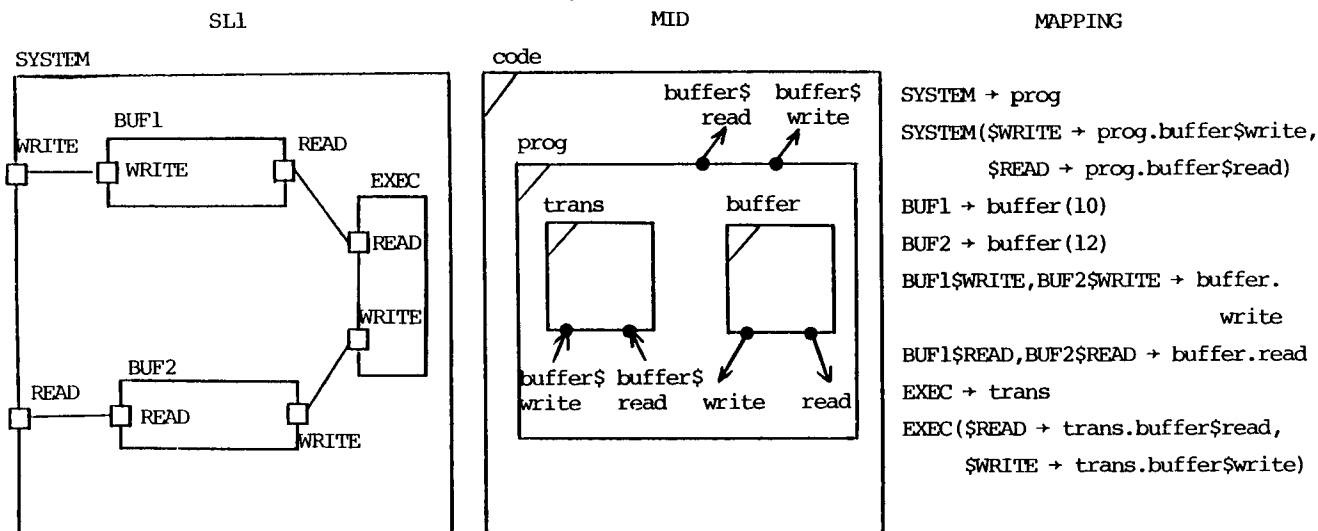 SL1
SYSTEM
WRITE
BUF1
WRITE
READ
EXEC
READ
WRITE
BUF2
READ
READ
WRITE
MID
code
buffer$ buffer$
read write
prog
trans buffer
buffer$ buffer$
write read write read
MAPPING
SYSTEM → prog
SYSTEM($WRITE → prog.buffer$write,
$READ → prog.buffer$read)
BUF1 → buffer(10)
BUF2 → buffer(12)
BUF1$WRITE,BUF2$WRITE → buffer.
write
BUF1$READ,BUF2$READ → buffer.read
EXEC → trans
EXEC($READ → trans.buffer$read,
$WRITE → trans.buffer$write)